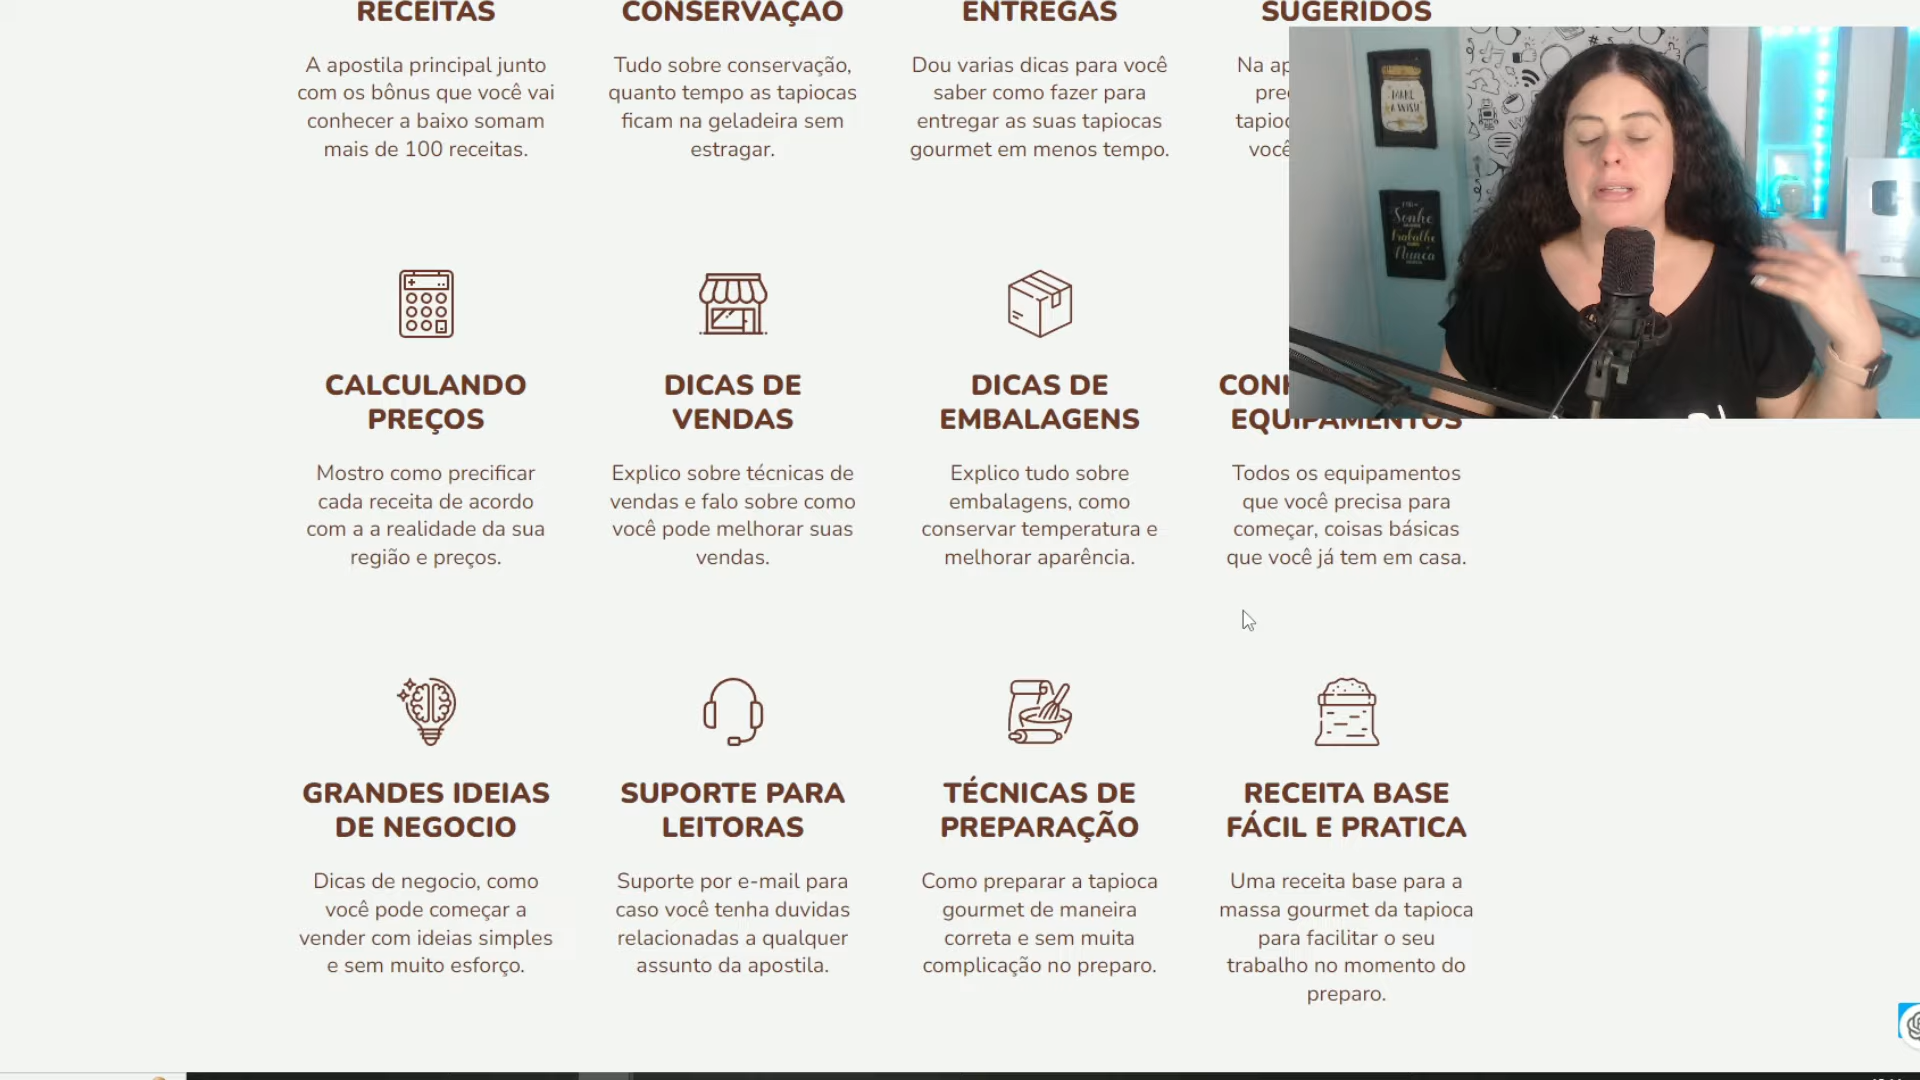 RECEITAS
A apostila principal junto
com os bônus que você vai
conhecer a baixo somam
mais de 100 receitas.
CONSERVAÇÃO
Tudo sobre conservação,
quanto tempo as tapiocas
ficam na geladeira sem
estragar.
ENTREGAS
Dou varias dicas para você
saber como fazer para
entregar as suas tapiocas
gourmet em menos tempo.
SUGERIDOS
Na
você
MAKE
A WISH
Sonhe
trabalhe
Nunca
CALCULANDO
PREÇOS
Mostro como precificar
cada receita de acordo
com a a realidade da sua
região e preços.
DICAS DE
VENDAS
Explico sobre técnicas de
vendas e falo sobre como
você pode melhorar suas
vendas.
DICAS DE
EMBALAGENS
Explico tudo sobre
embalagens, como
conservar temperatura e
melhorar aparência.
EQUIPAMENTOS
Todos os equipamentos
que você precisa para
começar, coisas básicas
que você já tem em casa.
GRANDES IDEIAS
DE NEGOCIO
Dicas de negocio, como
você pode começar a
vender com ideias simples
e sem muito esforço.
SUPORTE PARA
LEITORAS
Suporte por e-mail para
caso você tenha duvidas
relacionadas a qualquer
assunto da apostila.
TÉCNICAS DE
PREPARAÇÃO
Como preparar a tapioca
gourmet de maneira
correta e sem muita
complicação no preparo.
RECEITA BASE
FÁCIL E PRATICA
Uma receita base para a
massa gourmet da tapioca
para facilitar o seu
trabalho no momento do
preparo.